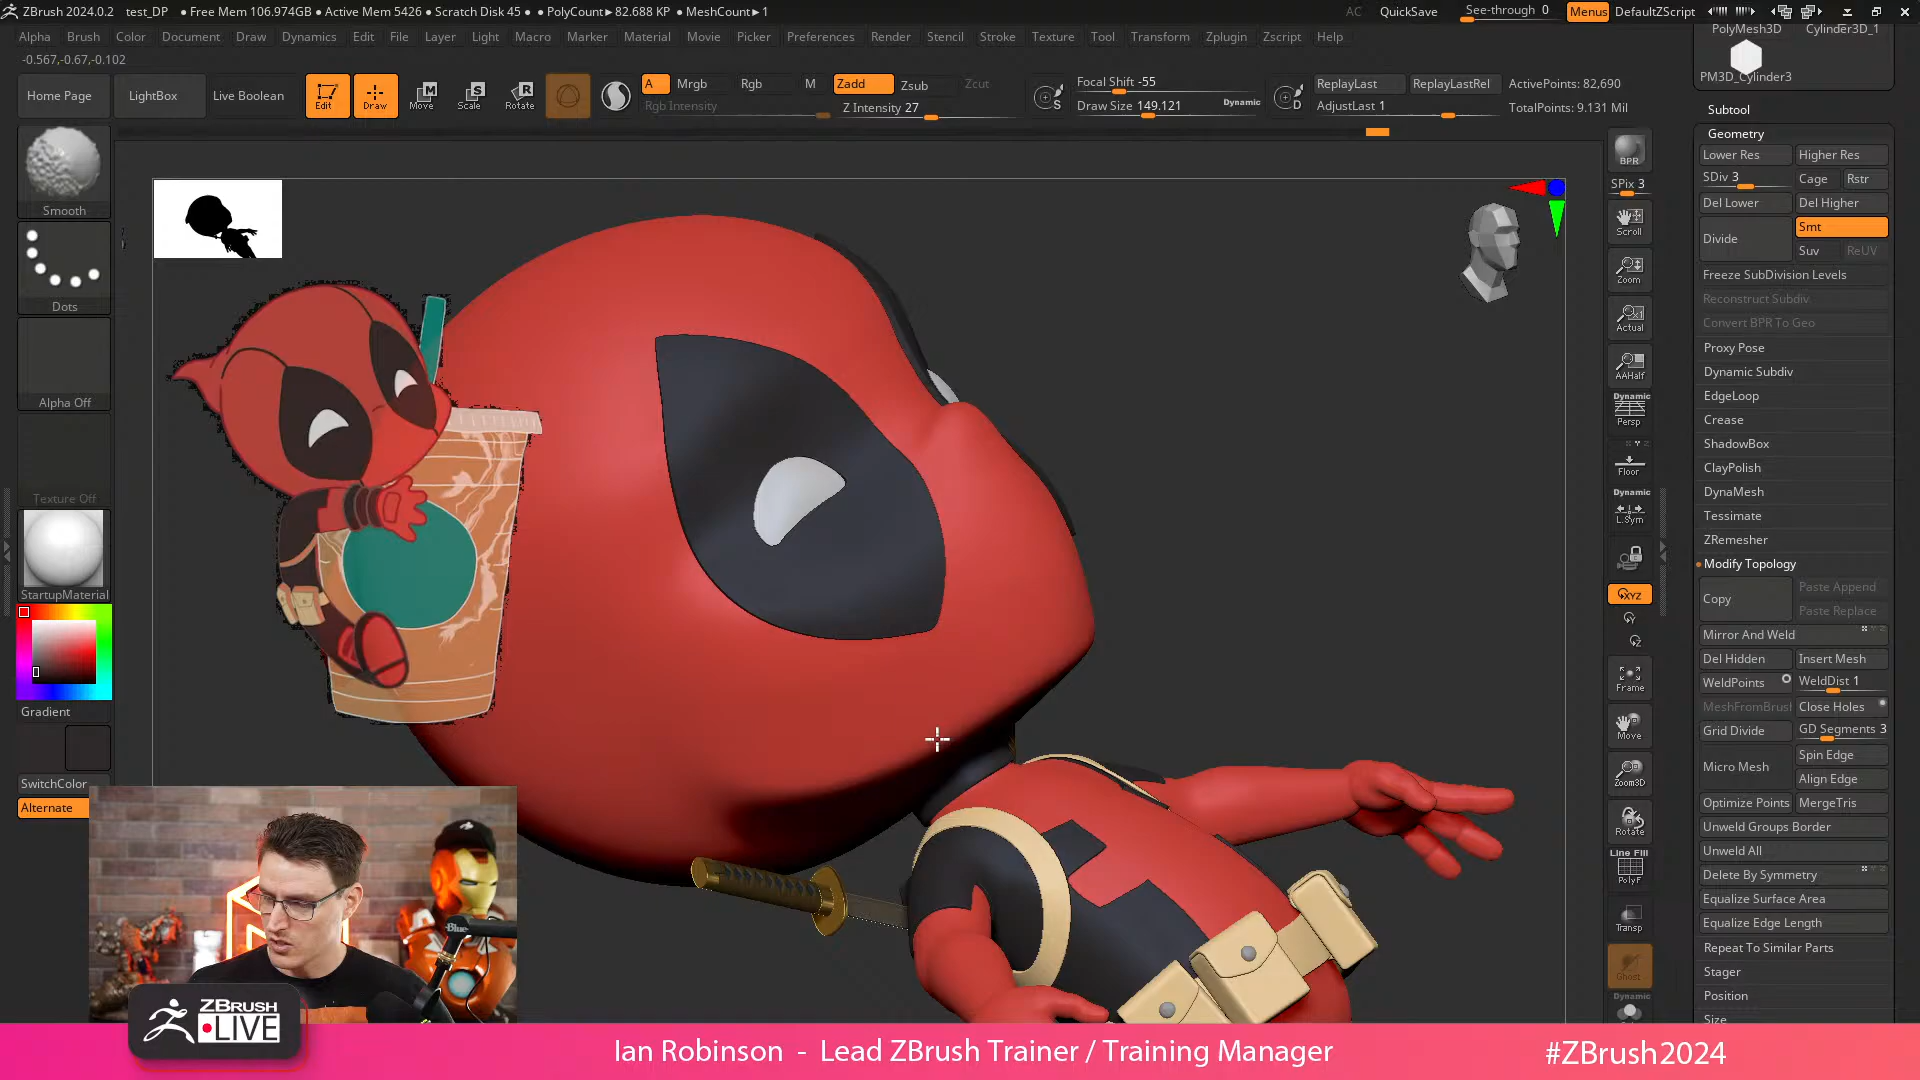 ZBrush 2024.0.2 test_DP • Free Mem 106.974GB • Active Mem 5426 • Scratch Disk 45 • • PolyCount▸ 82.688 KP • MeshCount▸ 1
AC QuickSave See-through 0 Menus DefaultZScript
Alpha Brush Color Document Draw Dynamics Edit File Layer Light Macro Marker Material Movie Picker Preferences Render Stencil Stroke Texture Tool Transform Zplugin Zscript Help
-0.567,-0.67,-0.102
Home Page LightBox Live Boolean Edit Draw Move Scale Rotate
A Mrgb Rgb M Zadd Zsub Zcut
Rgb Intensity Z Intensity 27
Focal Shift -55
Draw Size 149.121 Dynamic
S D
ReplayLast ReplayLastRel ActivePoints: 82,690
AdjustLast 1 TotalPoints: 9.131 Mil
Smooth
Dots
Alpha Off
Texture Off
StartupMaterial
Gradient
SwitchColor
Alternate
BPR
SPix 3
Scroll
Zoom
Actual
AAHalf
Dynamic
Persp
Floor
Dynamic
L.Sym
XYZ
Frame
Move
Zoom3D
Rotate
Line Fill
PolyF
Transp
Ghost
Dynamic
PolyMesh3D Cylinder3D_1
PM3D_Cylinder3
Subtool
Geometry
Lower Res Higher Res
SDiv 3 Cage Rstr
Del Lower Del Higher
Divide Smt
Suv ReUV
Freeze SubDivision Levels
Reconstruct Subdiv
Convert BPR To Geo
Proxy Pose
Dynamic Subdiv
EdgeLoop
Crease
ShadowBox
ClayPolish
DynaMesh
Tessimate
ZRemesher
Modify Topology
Copy Paste Append
Paste Replace
Mirror And Weld
Del Hidden Insert Mesh
WeldPoints WeldDist 1
MeshFromBrush Close Holes
Grid Divide GD Segments 3
Micro Mesh Spin Edge
Align Edge
Optimize Points MergeTris
Unweld Groups Border
Unweld All
Delete By Symmetry
Equalize Surface Area
Equalize Edge Length
Repeat To Similar Parts
Stager
Position
Size
Blue
ZBRUSH
LIVE
Ian Robinson - Lead ZBrush Trainer / Training Manager
#ZBrush2024